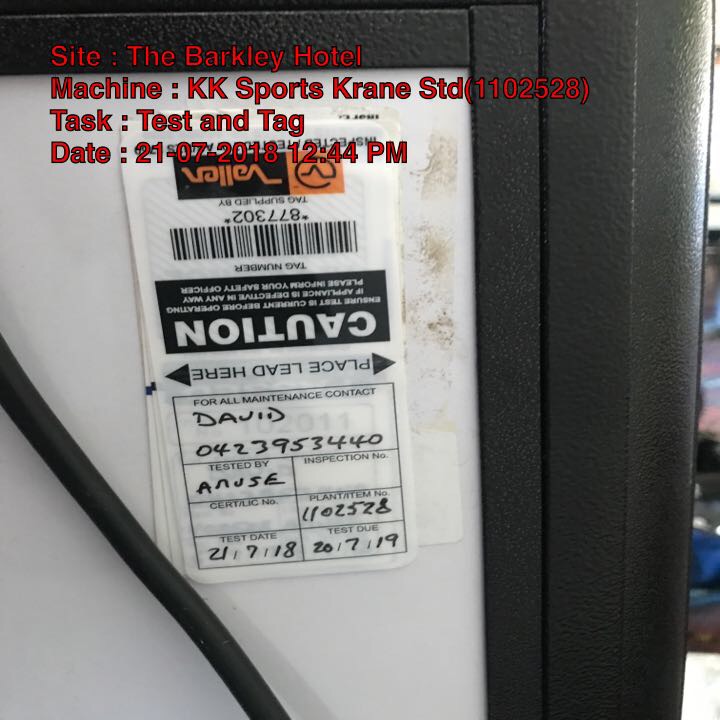 Site : The Barkley Hotel
Machine : KK Sports Krane Std(1102528)
Task : Test and Tag
Date : 21-07-2018 12:44 PM
INSPECTED TESTED
Vallen
TAG SUPPLIED BY
*877302*
TAG NUMBER
PLEASE INFORM YOUR SAFETY OFFICER
IF APPLIANCE IS DEFECTIVE IN ANY WAY
ENSURE TEST IS CURRENT BEFORE OPERATING
CAUTION
PLACE LEAD HERE
FOR ALL MAINTENANCE CONTACT
DAVID
0423953440
TESTED BY INSPECTION No.
AMUSE
CERT/LIC No. PLANT/ITEM No.
1102528
TEST DATE TEST DUE
21/7/18 20/7/19